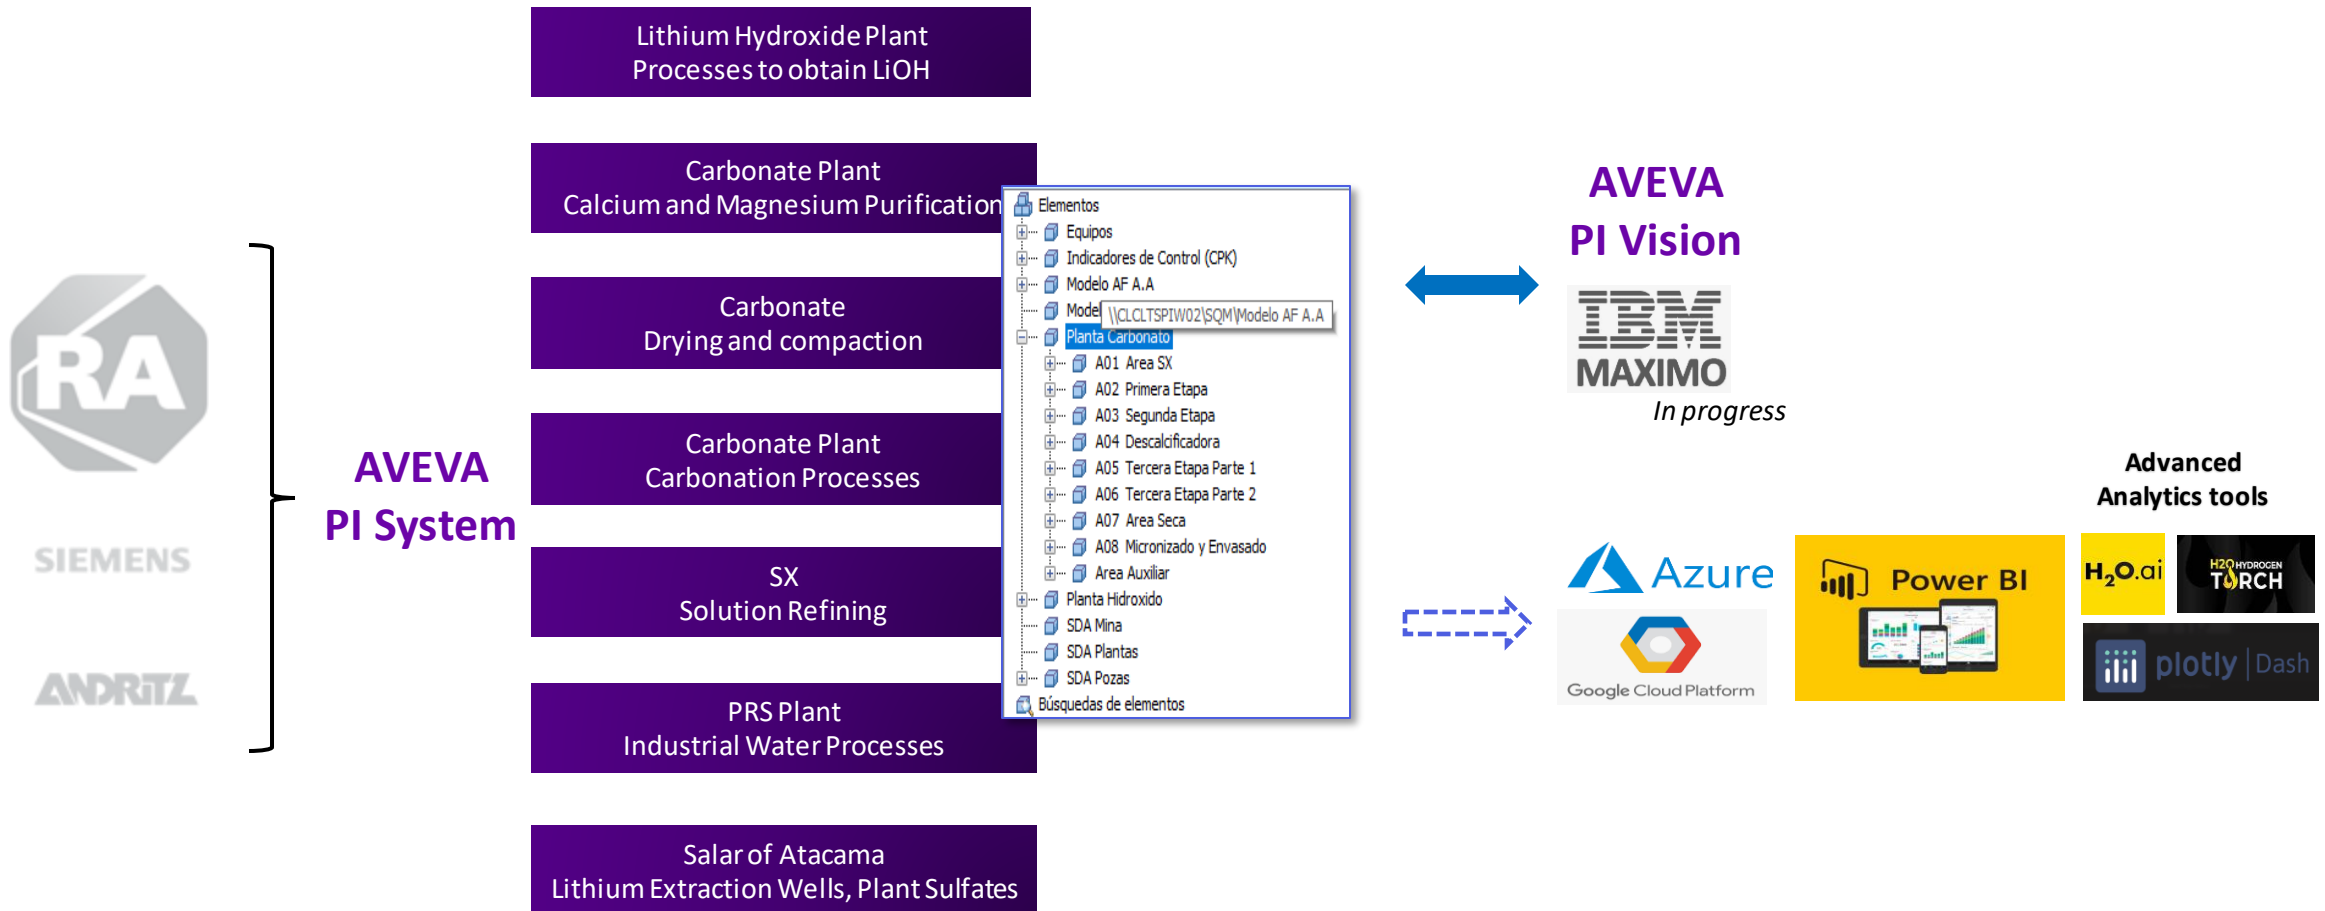 RA
SIEMENS
ANDRITZ
AVEVA
PI System
Lithium Hydroxide Plant
Processes to obtain LiOH
Carbonate Plant
Calcium and Magnesium Purification
Carbonate
Drying and compaction
Carbonate Plant
Carbonation Processes
SX
Solution Refining
PRS Plant
Industrial Water Processes
Salar of Atacama
Lithium Extraction Wells, Plant Sulfates
Elementos
Equipos
Indicadores de Control (CPK)
Modelo AF A.A
Model
\\CLCLTSPIW02\SQM\Modelo AF A.A
Planta Carbonato
A01 Area SX
A02 Primera Etapa
A03 Segunda Etapa
A04 Descalcificadora
A05 Tercera Etapa Parte 1
A06 Tercera Etapa Parte 2
A07 Area Seca
A08 Micronizado y Envasado
Area Auxiliar
Planta Hidroxido
SDA Mina
SDA Plantas
SDA Pozas
Búsquedas de elementos
AVEVA
PI Vision
IBM
MAXIMO
In progress
Azure
Google Cloud Platform
Power BI
Advanced
Analytics tools
H2O.ai
H2O HYDROGEN
TORCH
plotly | Dash